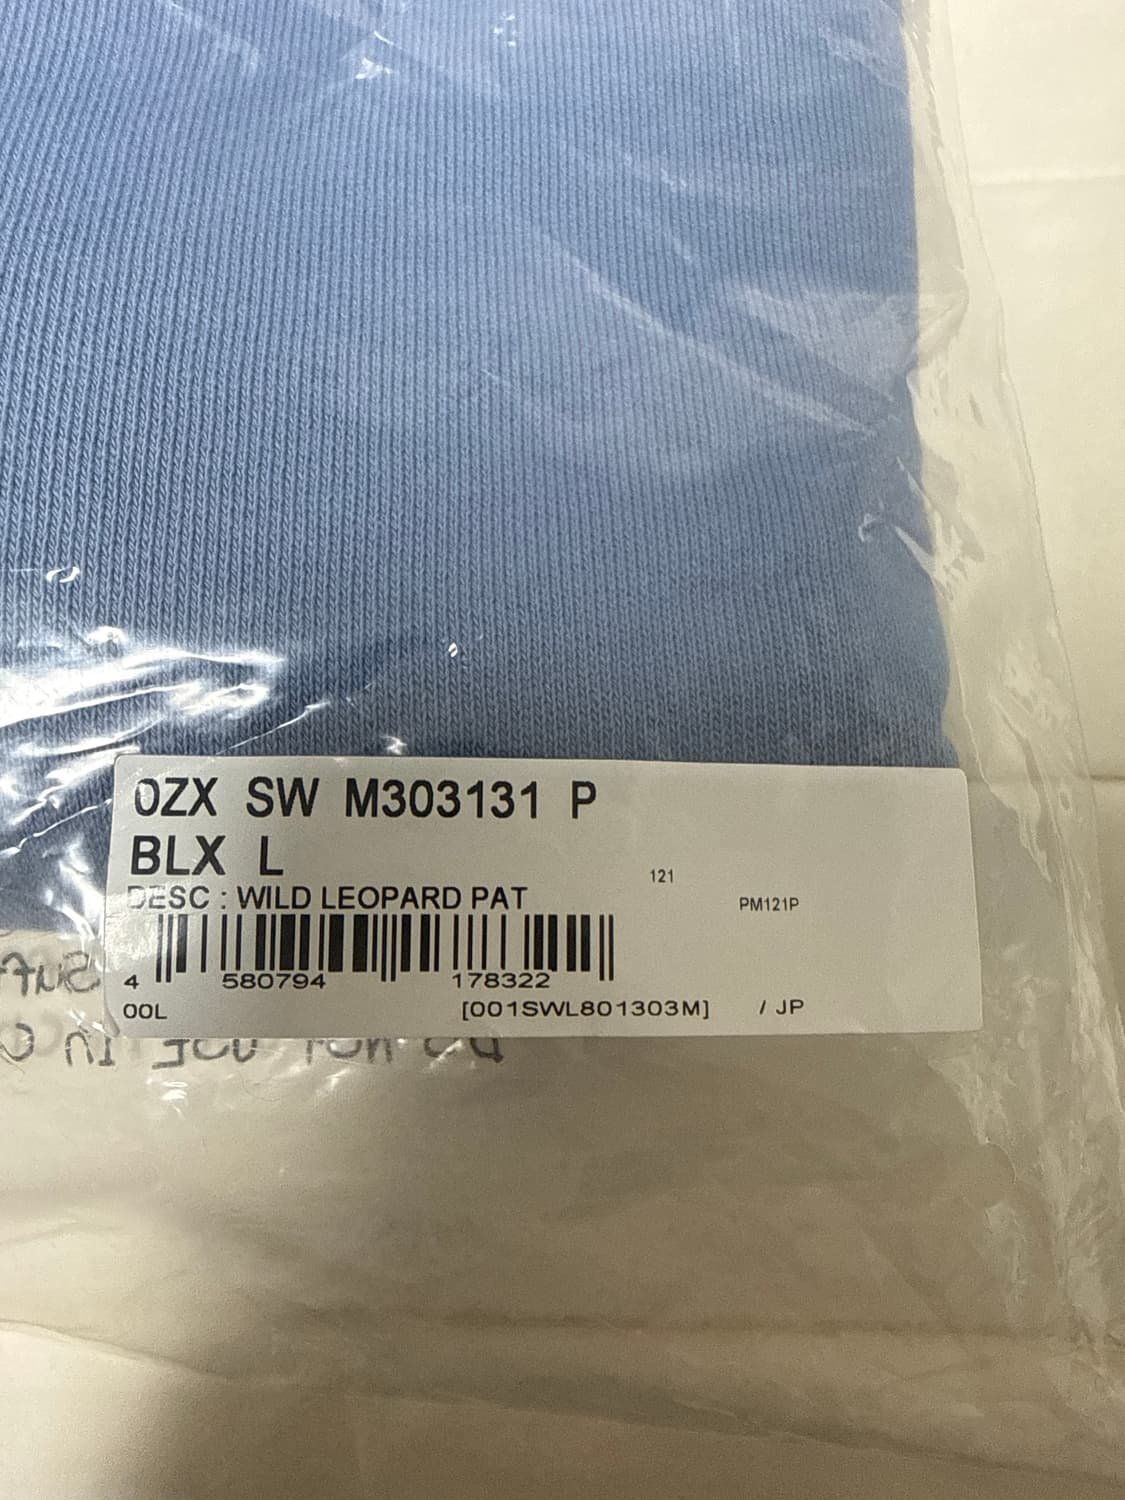 0ZX SW M303131 P
BLX L
DESC : WILD LEOPARD PAT
121
PM121P
4 580794 178322
00L [001SWL801303M] / JP